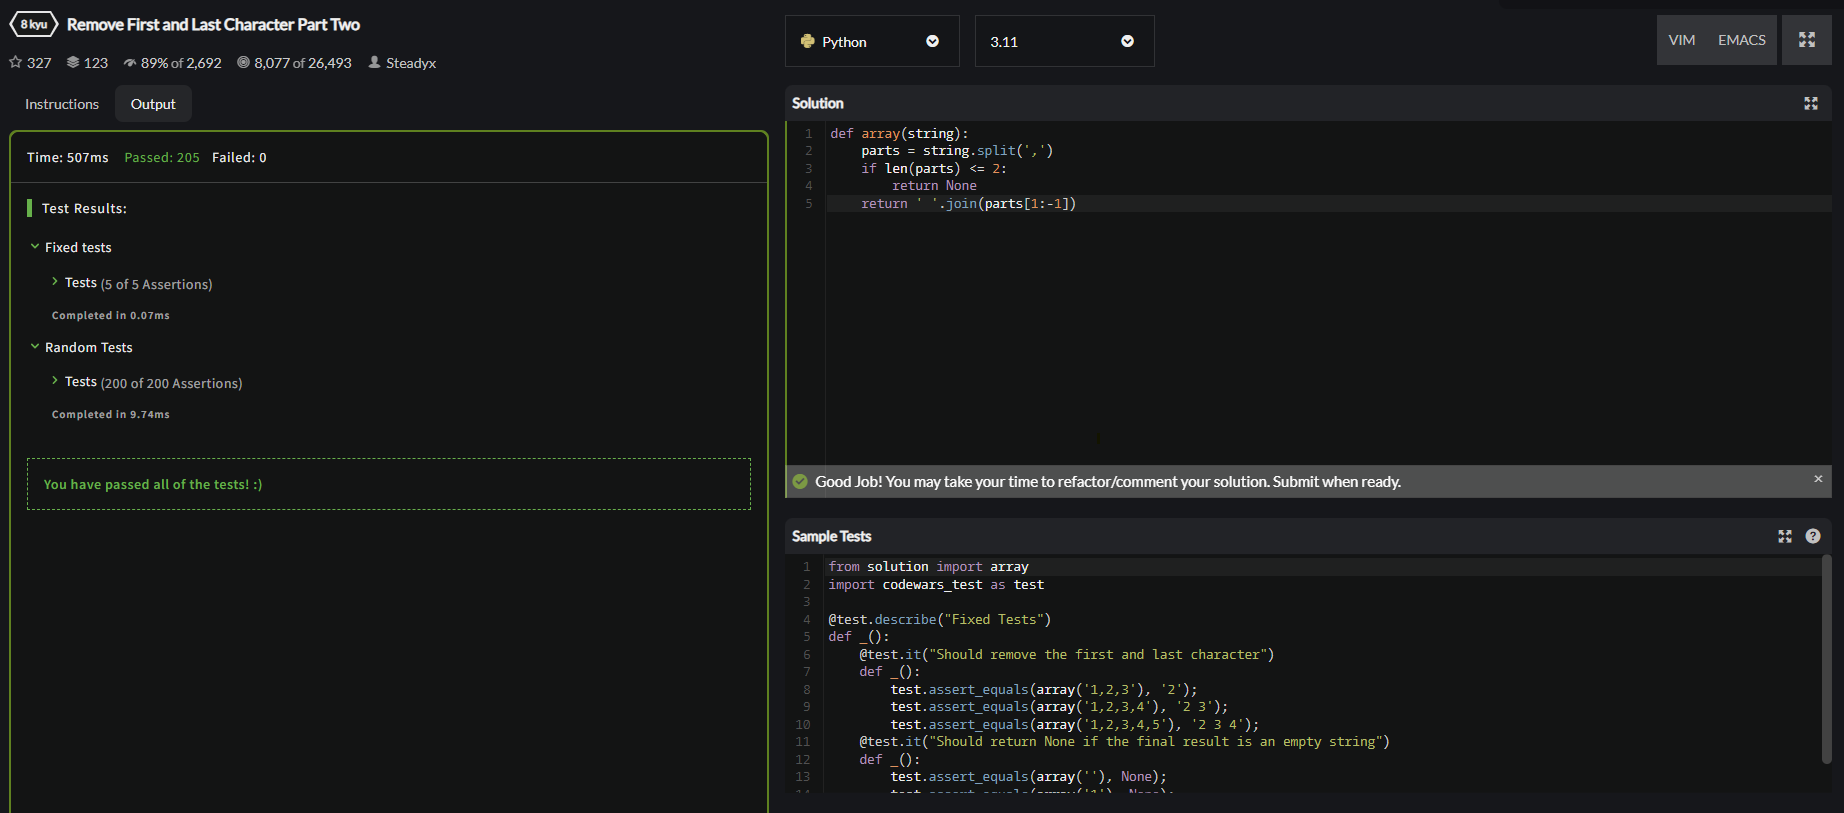 8 kyu Remove First and Last Character Part Two
327 123 89% of 2,692 8,077 of 26,493 Steadyx
Instructions Output
Time: 507ms Passed: 205 Failed: 0
Test Results:
Fixed tests
Tests (5 of 5 Assertions)
Completed in 0.07ms
Random Tests
Tests (200 of 200 Assertions)
Completed in 9.74ms
You have passed all of the tests! :)
Python 3.11 VIM EMACS
Solution
1 def array(string):
2     parts = string.split(',')
3     if len(parts) <= 2:
4         return None
5     return ' '.join(parts[1:-1])
Good Job! You may take your time to refactor/comment your solution. Submit when ready. ×
Sample Tests ?
1 from solution import array
2 import codewars_test as test
3
4 @test.describe("Fixed Tests")
5 def _():
6     @test.it("Should remove the first and last character")
7     def _():
8         test.assert_equals(array('1,2,3'), '2');
9         test.assert_equals(array('1,2,3,4'), '2 3');
10         test.assert_equals(array('1,2,3,4,5'), '2 3 4');
11     @test.it("Should return None if the final result is an empty string")
12     def _():
13         test.assert_equals(array(''), None);
14         test.assert_equals(array('1'), None);